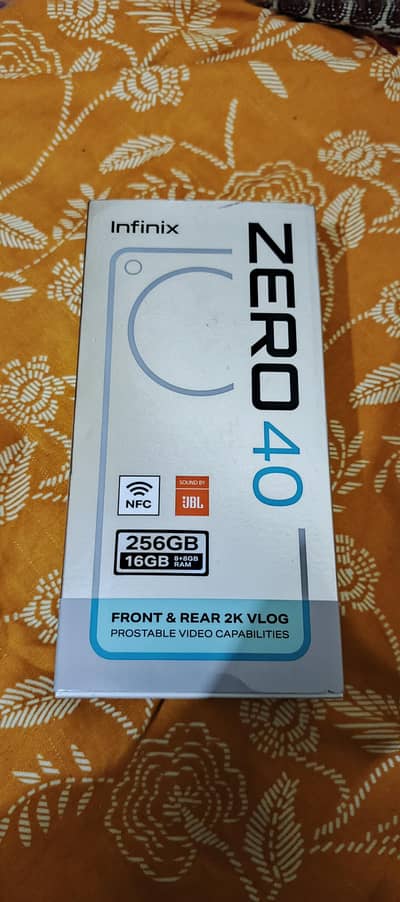 Infinix
ZERO 40
NFC
SOUND BY
JBL
256GB
16GB 8+8GB RAM
FRONT & REAR 2K VLOG
PROSTABLE VIDEO CAPABILITIES